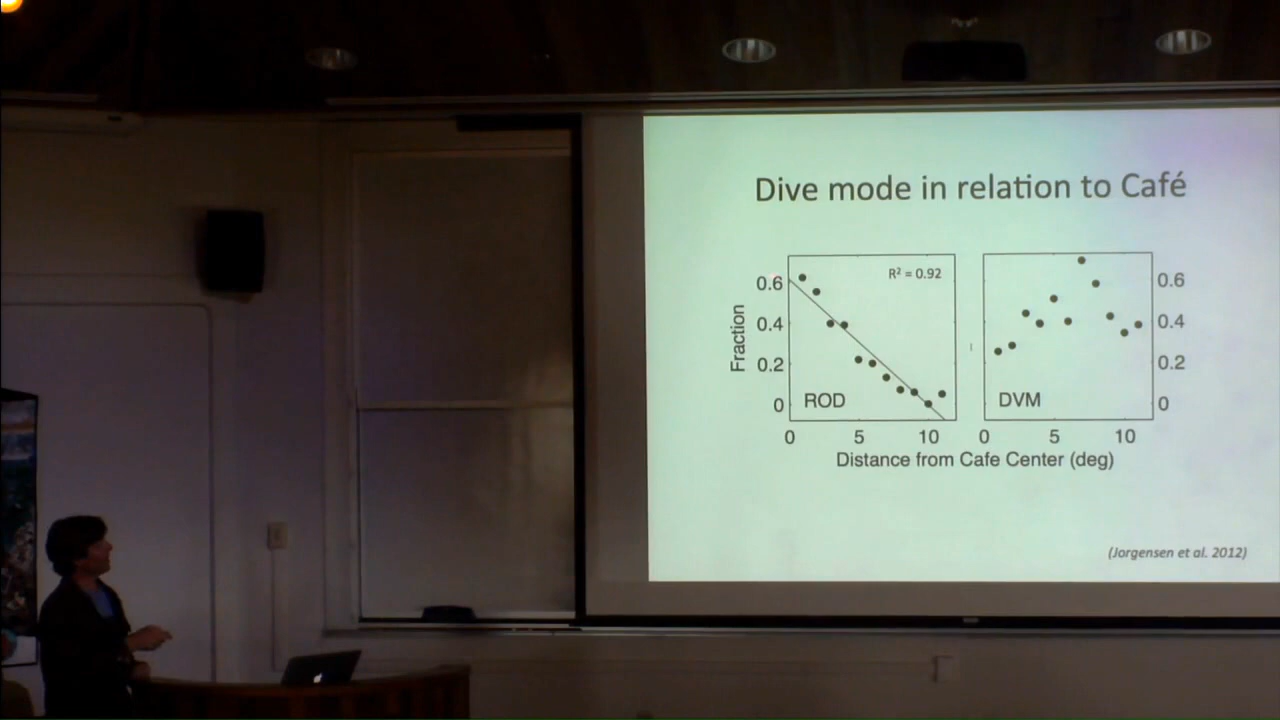 Dive mode in relation to Café
R² = 0.92
Fraction
0.6
0.4
0.2
0
ROD
0 5 10
DVM
0.6
0.4
0.2
0
0 5 10
Distance from Cafe Center (deg)
(Jorgensen et al. 2012)